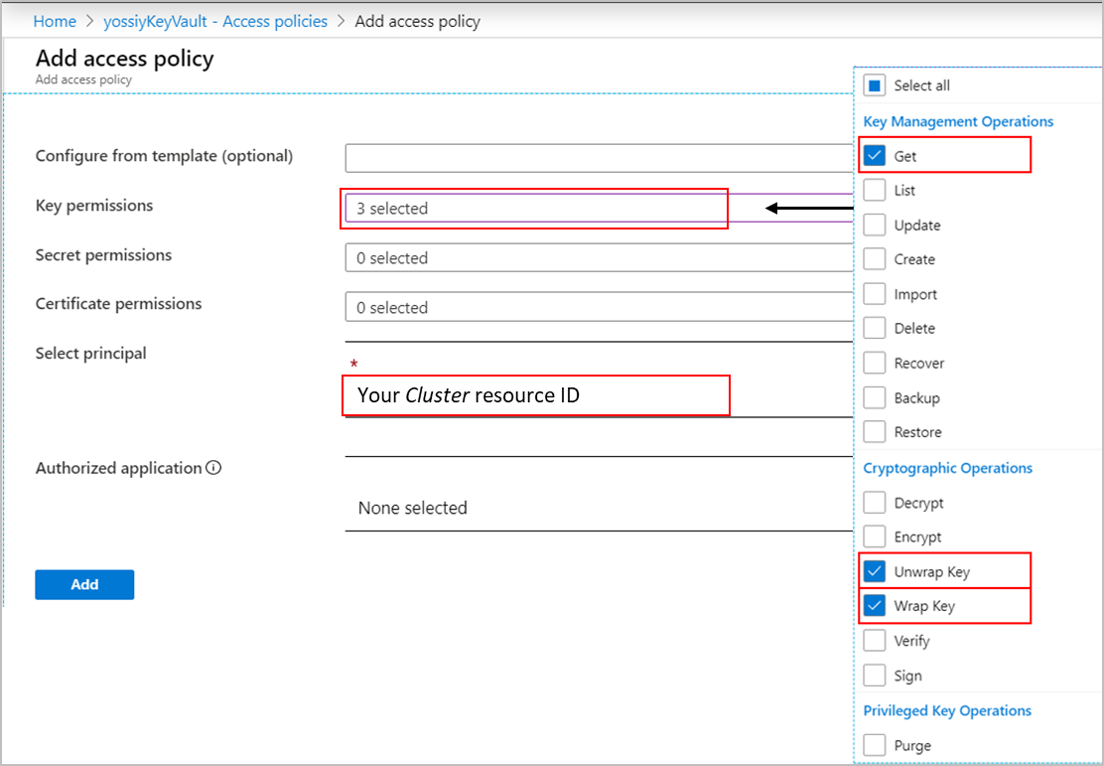 Home > yossiyKeyVault - Access policies > Add access policy
Add access policy
Add access policy
Configure from template (optional)
Key permissions
3 selected
Secret permissions
0 selected
Certificate permissions
0 selected
Select principal
*
Your Cluster resource ID
Authorized application
None selected
Add
Select all
Key Management Operations
Get
List
Update
Create
Import
Delete
Recover
Backup
Restore
Cryptographic Operations
Decrypt
Encrypt
Unwrap Key
Wrap Key
Verify
Sign
Privileged Key Operations
Purge